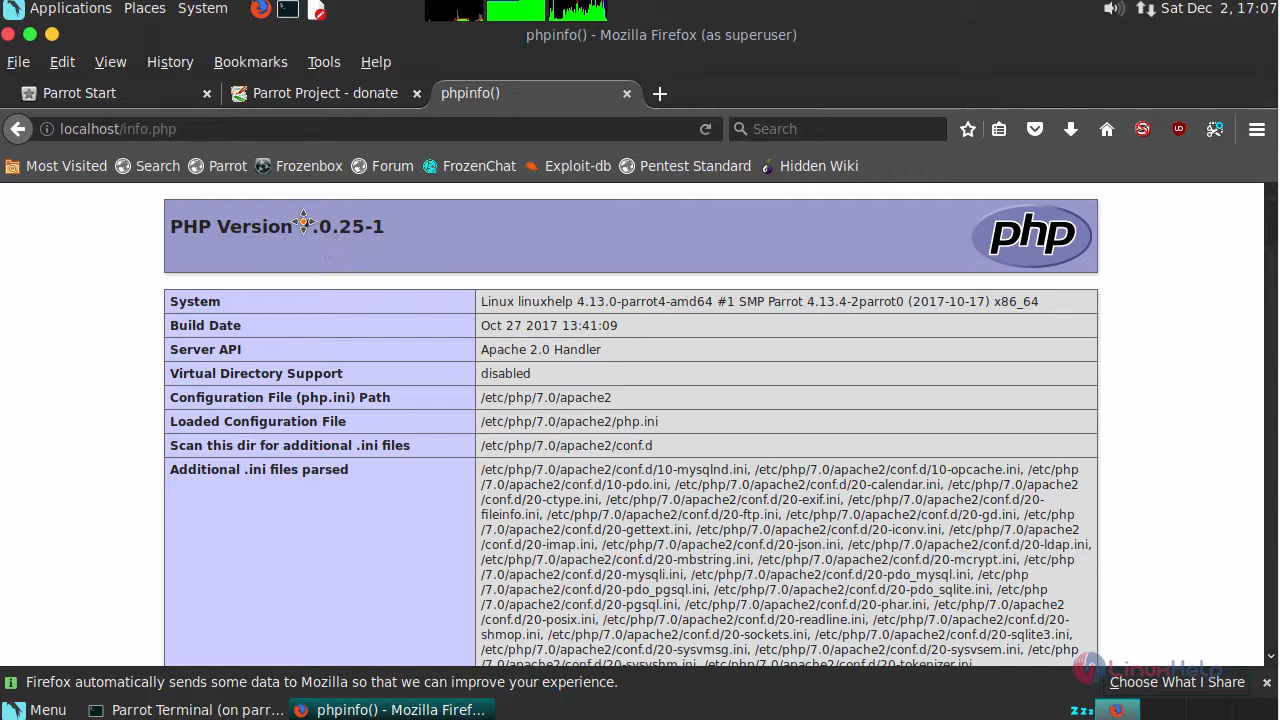 Applications Places System
Sat Dec 2, 17:07
phpinfo() - Mozilla Firefox (as superuser)
File Edit View History Bookmarks Tools Help
Parrot Start
Parrot Project - donate
phpinfo()
localhost/info.php
Search
Most Visited Search Parrot Frozenbox Forum FrozenChat Exploit-db Pentest Standard Hidden Wiki
PHP Version .0.25-1
php
System Linux linuxhelp 4.13.0-parrot4-amd64 #1 SMP Parrot 4.13.4-2parrot0 (2017-10-17) x86_64
Build Date Oct 27 2017 13:41:09
Server API Apache 2.0 Handler
Virtual Directory Support disabled
Configuration File (php.ini) Path /etc/php/7.0/apache2
Loaded Configuration File /etc/php/7.0/apache2/php.ini
Scan this dir for additional .ini files /etc/php/7.0/apache2/conf.d
Additional .ini files parsed /etc/php/7.0/apache2/conf.d/10-mysqlnd.ini, /etc/php/7.0/apache2/conf.d/10-opcache.ini, /etc/php
/7.0/apache2/conf.d/10-pdo.ini, /etc/php/7.0/apache2/conf.d/20-calendar.ini, /etc/php/7.0/apache2
/conf.d/20-ctype.ini, /etc/php/7.0/apache2/conf.d/20-exif.ini, /etc/php/7.0/apache2/conf.d/20-
fileinfo.ini, /etc/php/7.0/apache2/conf.d/20-ftp.ini, /etc/php/7.0/apache2/conf.d/20-gd.ini, /etc/php
/7.0/apache2/conf.d/20-gettext.ini, /etc/php/7.0/apache2/conf.d/20-iconv.ini, /etc/php/7.0/apache2
/conf.d/20-imap.ini, /etc/php/7.0/apache2/conf.d/20-json.ini, /etc/php/7.0/apache2/conf.d/20-ldap.ini,
/etc/php/7.0/apache2/conf.d/20-mbstring.ini, /etc/php/7.0/apache2/conf.d/20-mcrypt.ini, /etc/php
/7.0/apache2/conf.d/20-mysqli.ini, /etc/php/7.0/apache2/conf.d/20-pdo_mysql.ini, /etc/php
/7.0/apache2/conf.d/20-pdo_pgsql.ini, /etc/php/7.0/apache2/conf.d/20-pdo_sqlite.ini, /etc/php
/7.0/apache2/conf.d/20-pgsql.ini, /etc/php/7.0/apache2/conf.d/20-phar.ini, /etc/php/7.0/apache2
/conf.d/20-posix.ini, /etc/php/7.0/apache2/conf.d/20-readline.ini, /etc/php/7.0/apache2/conf.d/20-
shmop.ini, /etc/php/7.0/apache2/conf.d/20-sockets.ini, /etc/php/7.0/apache2/conf.d/20-sqlite3.ini,
/etc/php/7.0/apache2/conf.d/20-sysvmsg.ini, /etc/php/7.0/apache2/conf.d/20-sysvsem.ini, /etc/php
/7.0/apache2/conf.d/20-sysvshm.ini, /etc/php/7.0/apache2/conf.d/20-tokenizer.ini
LinuxHelp
Firefox automatically sends some data to Mozilla so that we can improve your experience.
Choose What I Share
Menu
Parrot Terminal (on parr...
phpinfo() - Mozilla Firef...